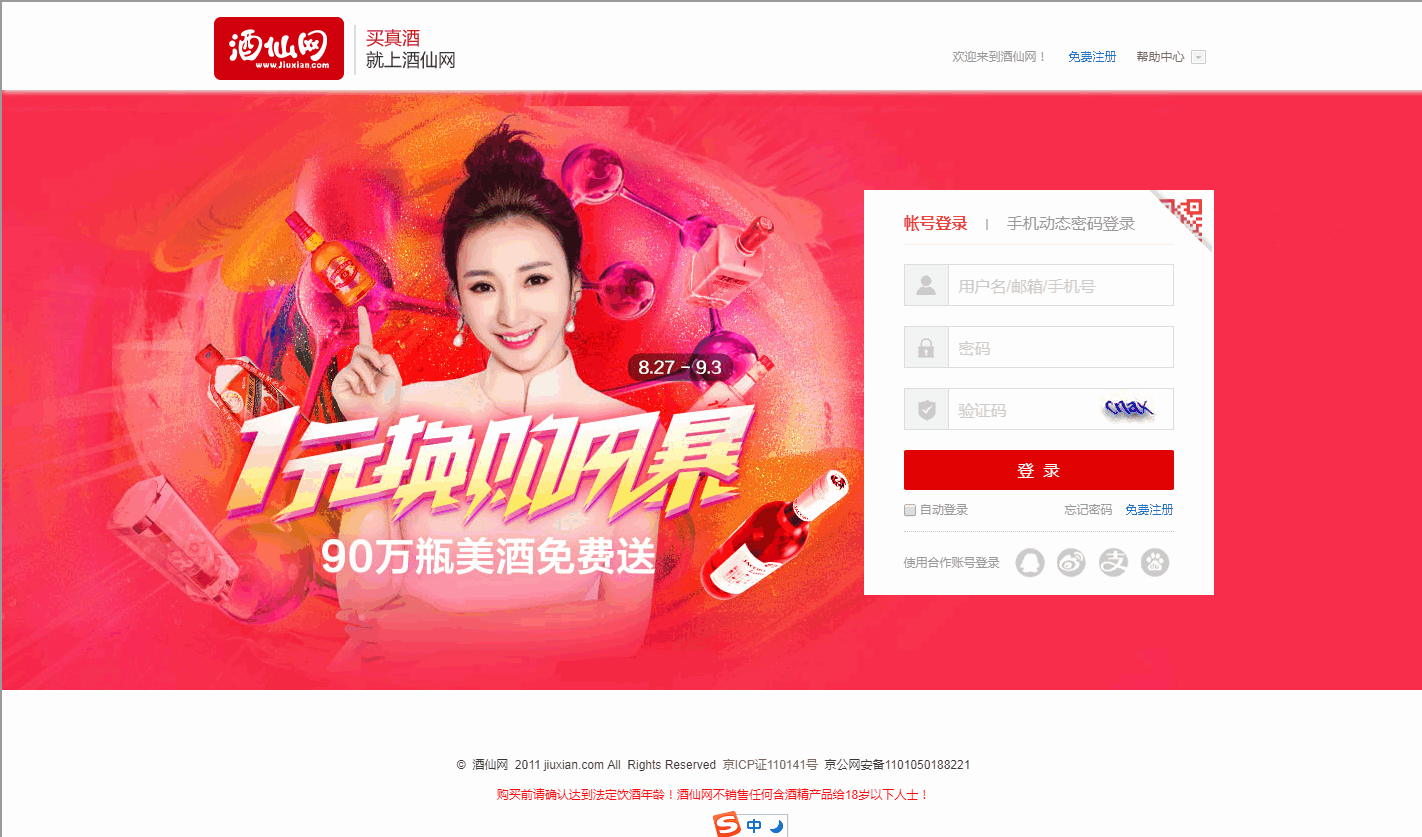 酒仙网
www.Jiuxian.com
买真酒
就上酒仙网
欢迎来到酒仙网！ 免费注册 帮助中心
帐号登录 | 手机动态密码登录
用户名/邮箱/手机号
密码
8.27 - 9.3
验证码 cnax
1元换购风暴
登 录
自动登录 忘记密码 免费注册
90万瓶美酒免费送
使用合作账号登录
© 酒仙网 2011 jiuxian.com All Rights Reserved 京ICP证110141号 京公网安备1101050188221
购买前请确认达到法定饮酒年龄！酒仙网不销售任何含酒精产品给18岁以下人士！
S 中